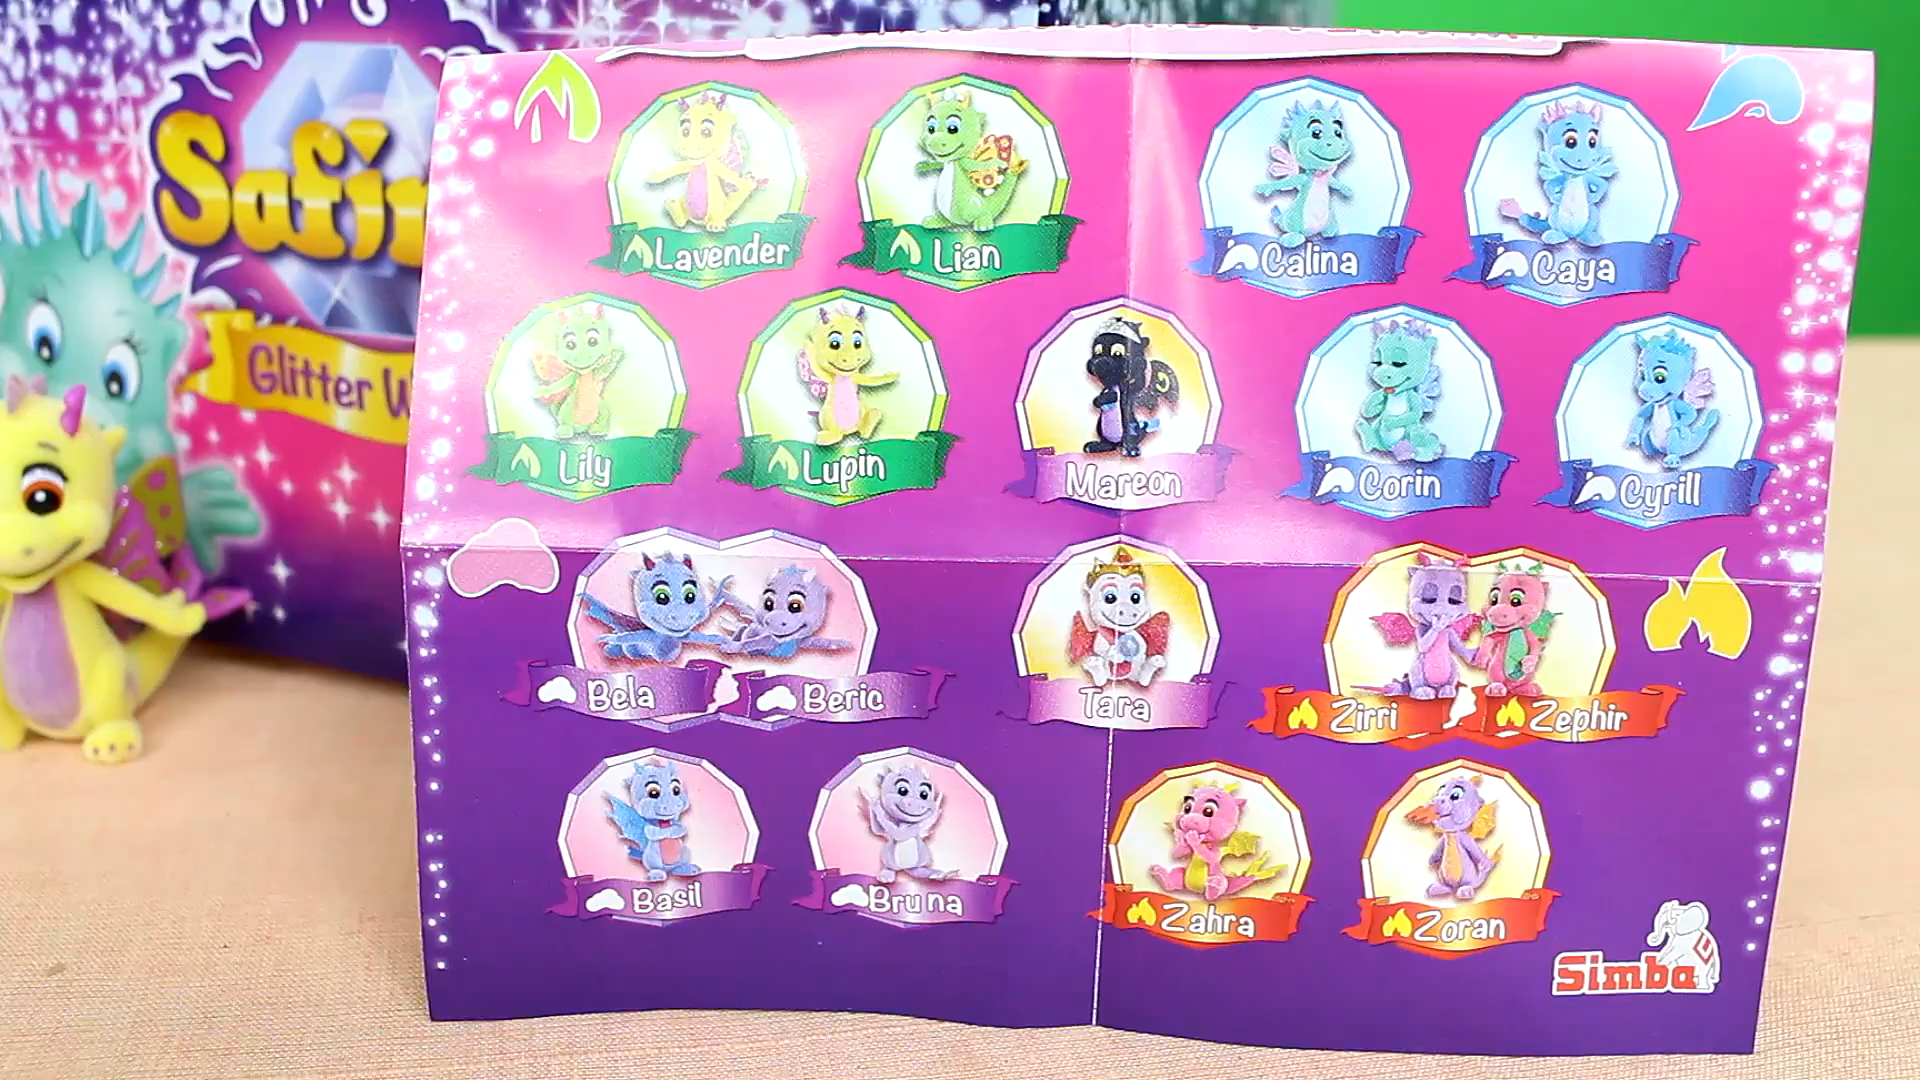 Safi
Glitter W
Lavender
Lian
Calina
Caya
Lily
Lupin
Mareon
Corin
Cyrill
Bela
Beric
Tara
Zirri
Zephir
Basil
Bruna
Zahra
Zoran
Simba